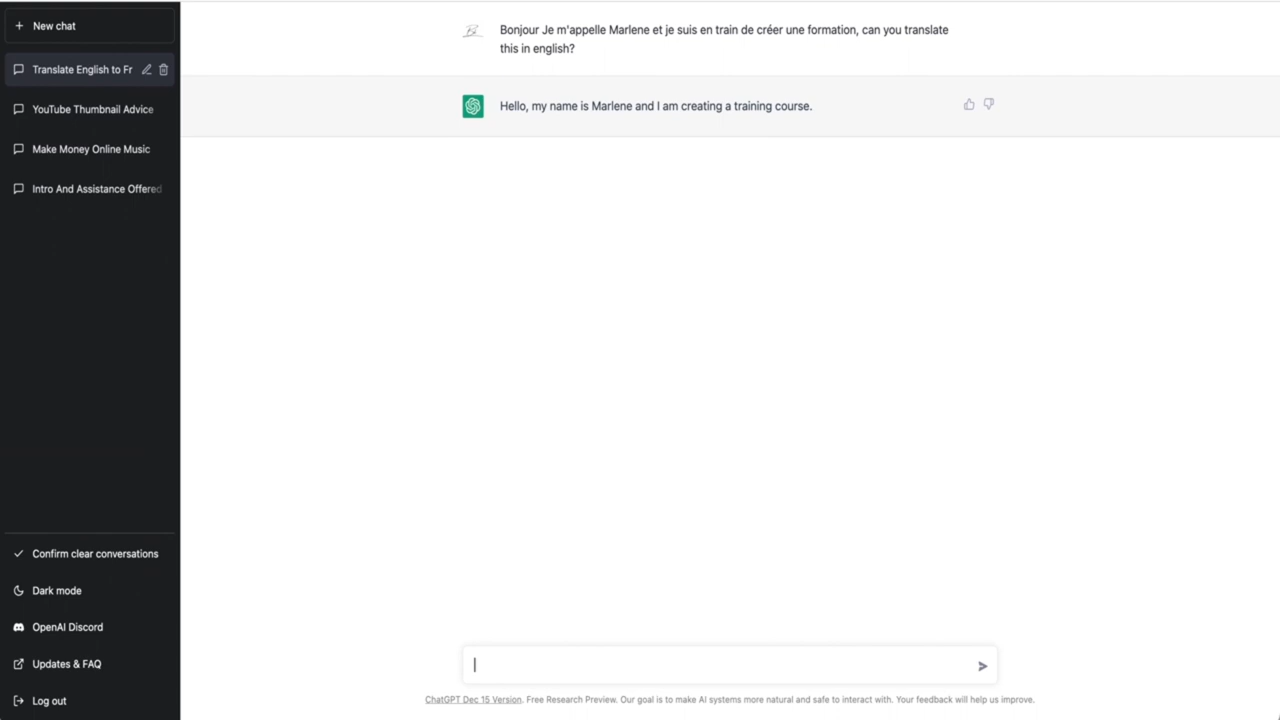 New chat
Translate English to Fr
YouTube Thumbnail Advice
Make Money Online Music
Intro And Assistance Offered
Confirm clear conversations
Dark mode
OpenAI Discord
Updates & FAQ
Log out
Bonjour Je m'appelle Marlene et je suis en train de créer une formation, can you translate
this in english?
Hello, my name is Marlene and I am creating a training course.
ChatGPT Dec 15 Version. Free Research Preview. Our goal is to make AI systems more natural and safe to interact with. Your feedback will help us improve.